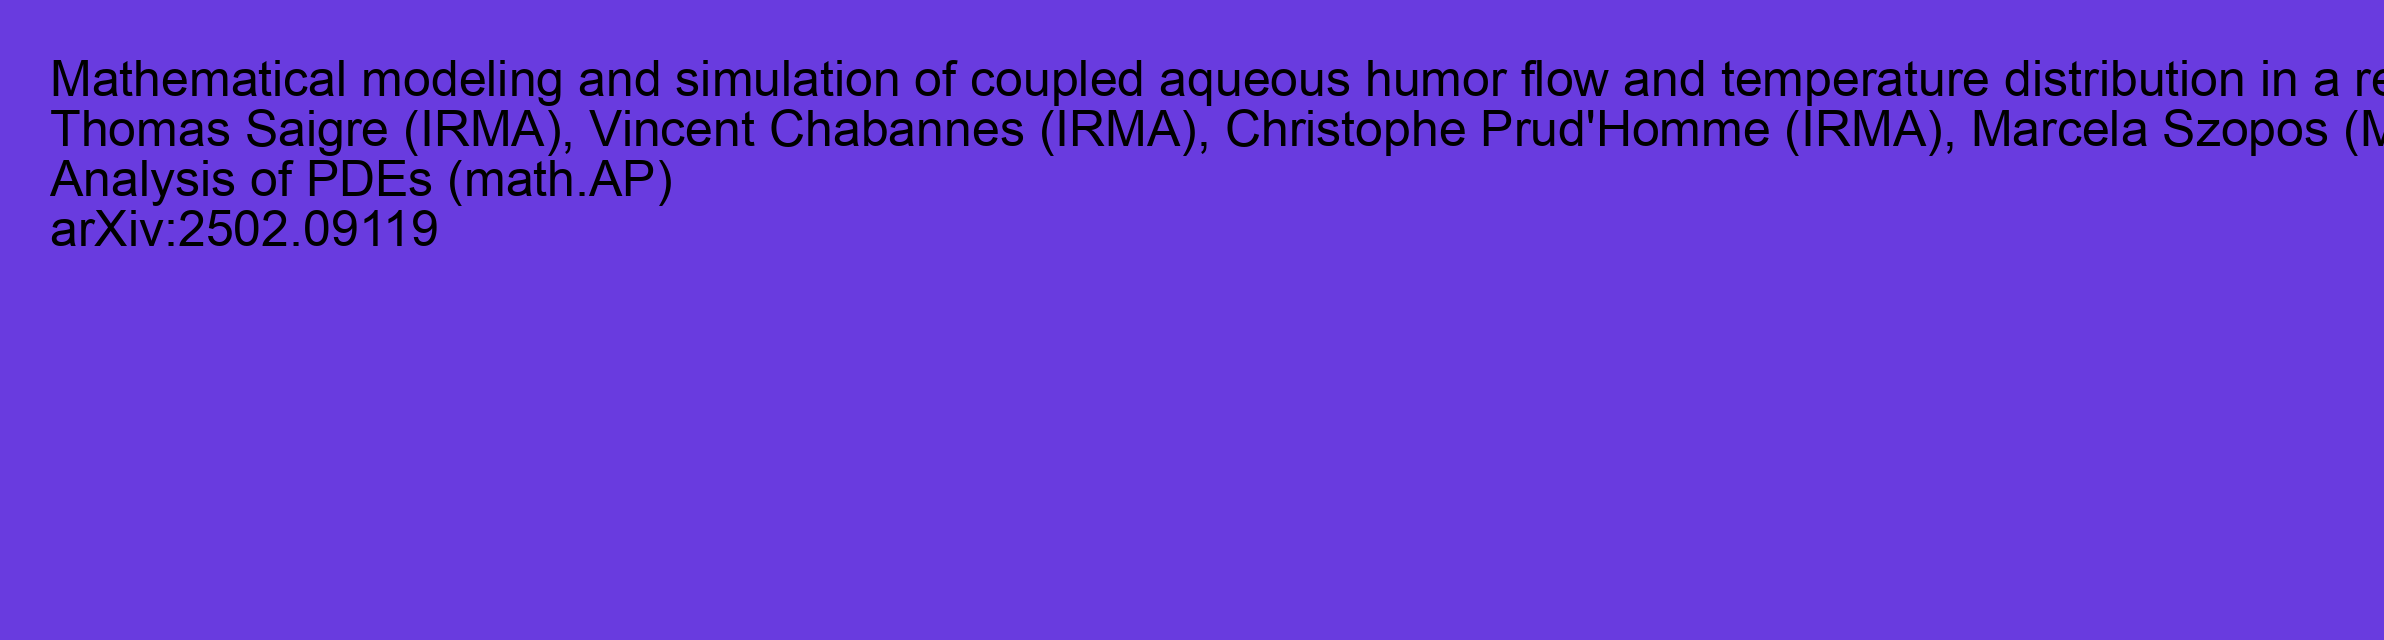 Mathematical modeling and simulation of coupled aqueous humor flow and temperature distribution in a
Thomas Saigre (IRMA), Vincent Chabannes (IRMA), Christophe Prud'Homme (IRMA), Marcela Szopos
Analysis of PDEs (math.AP)
arXiv:2502.09119